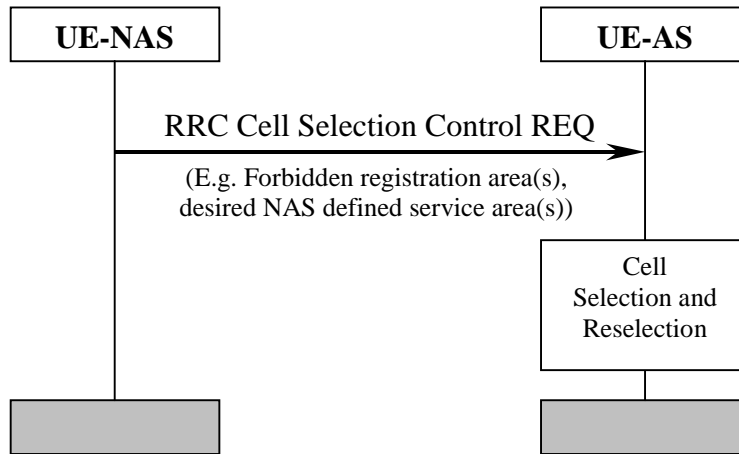 UE-NAS
UE-AS
RRC Cell Selection Control REQ
(E.g. Forbidden registration area(s),
desired NAS defined service area(s))
Cell
Selection and
Reselection